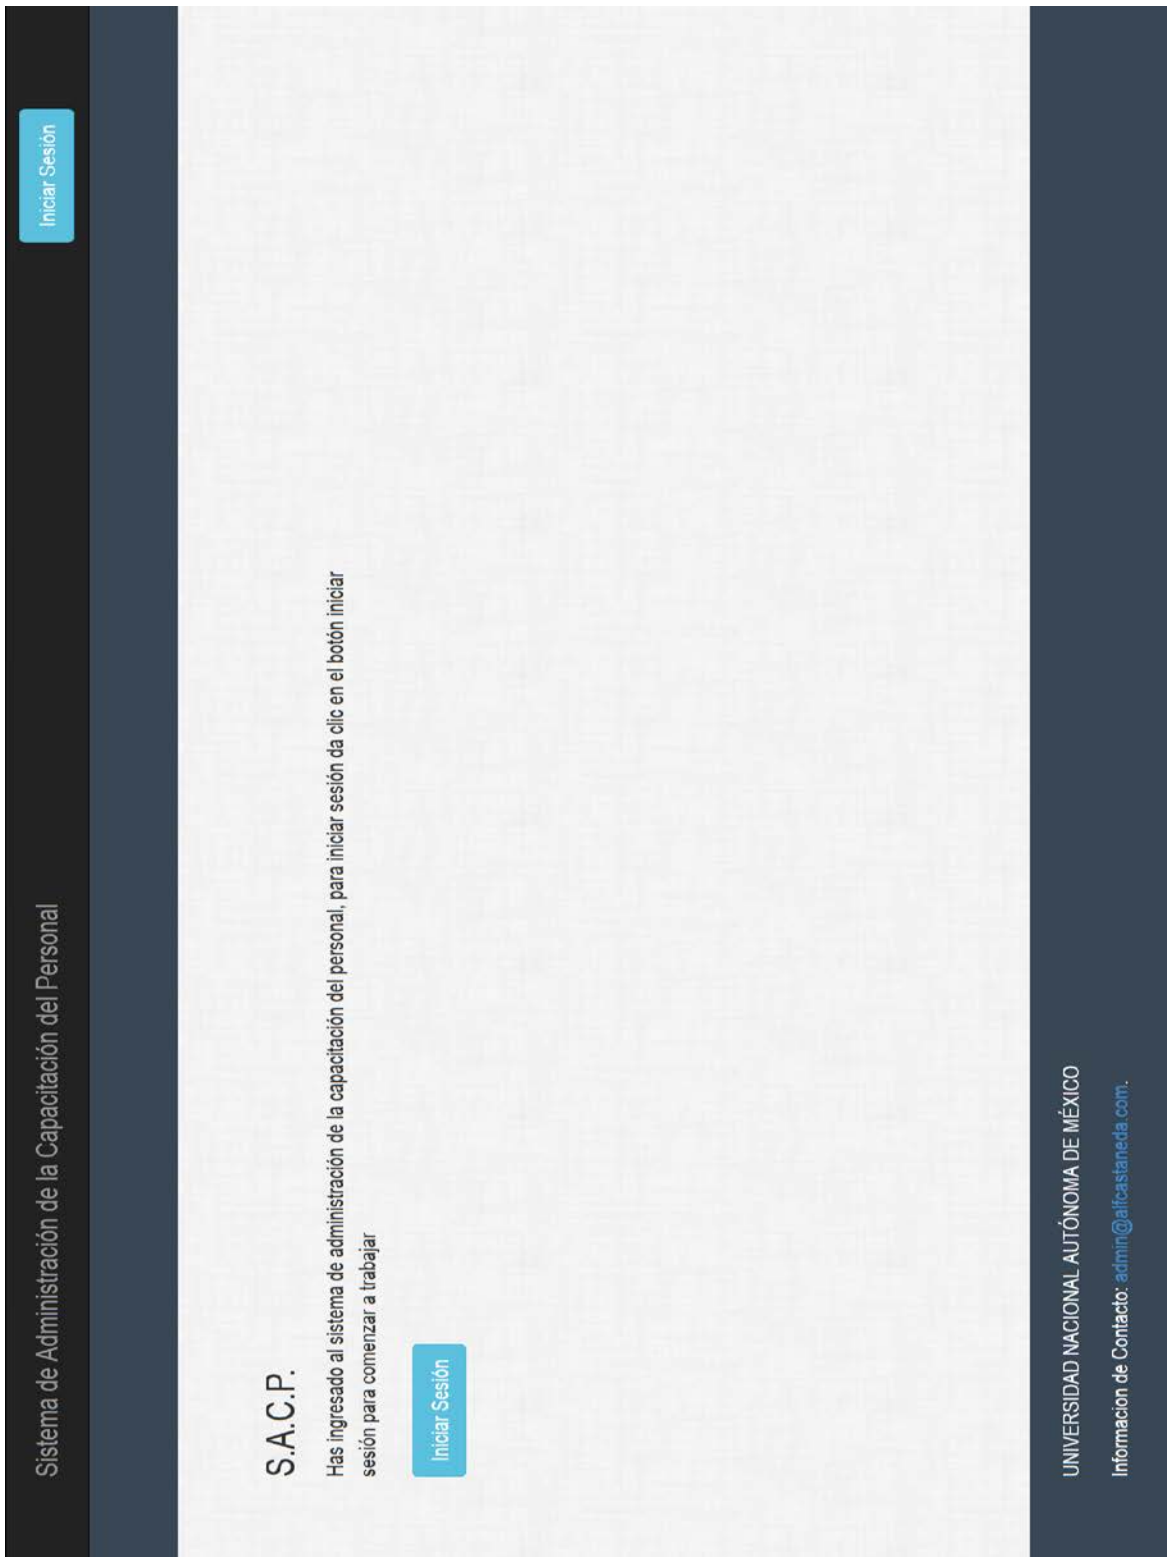 Sistema de Administración de la Capacitación del Personal
Iniciar Sesión
S.A.C.P.
Has ingresado al sistema de administración de la capacitación del personal, para iniciar sesión da clic en el botón iniciar
sesión para comenzar a trabajar
Iniciar Sesión
UNIVERSIDAD NACIONAL AUTÓNOMA DE MÉXICO
Informacion de Contacto: admin@alfcastaneda.com.